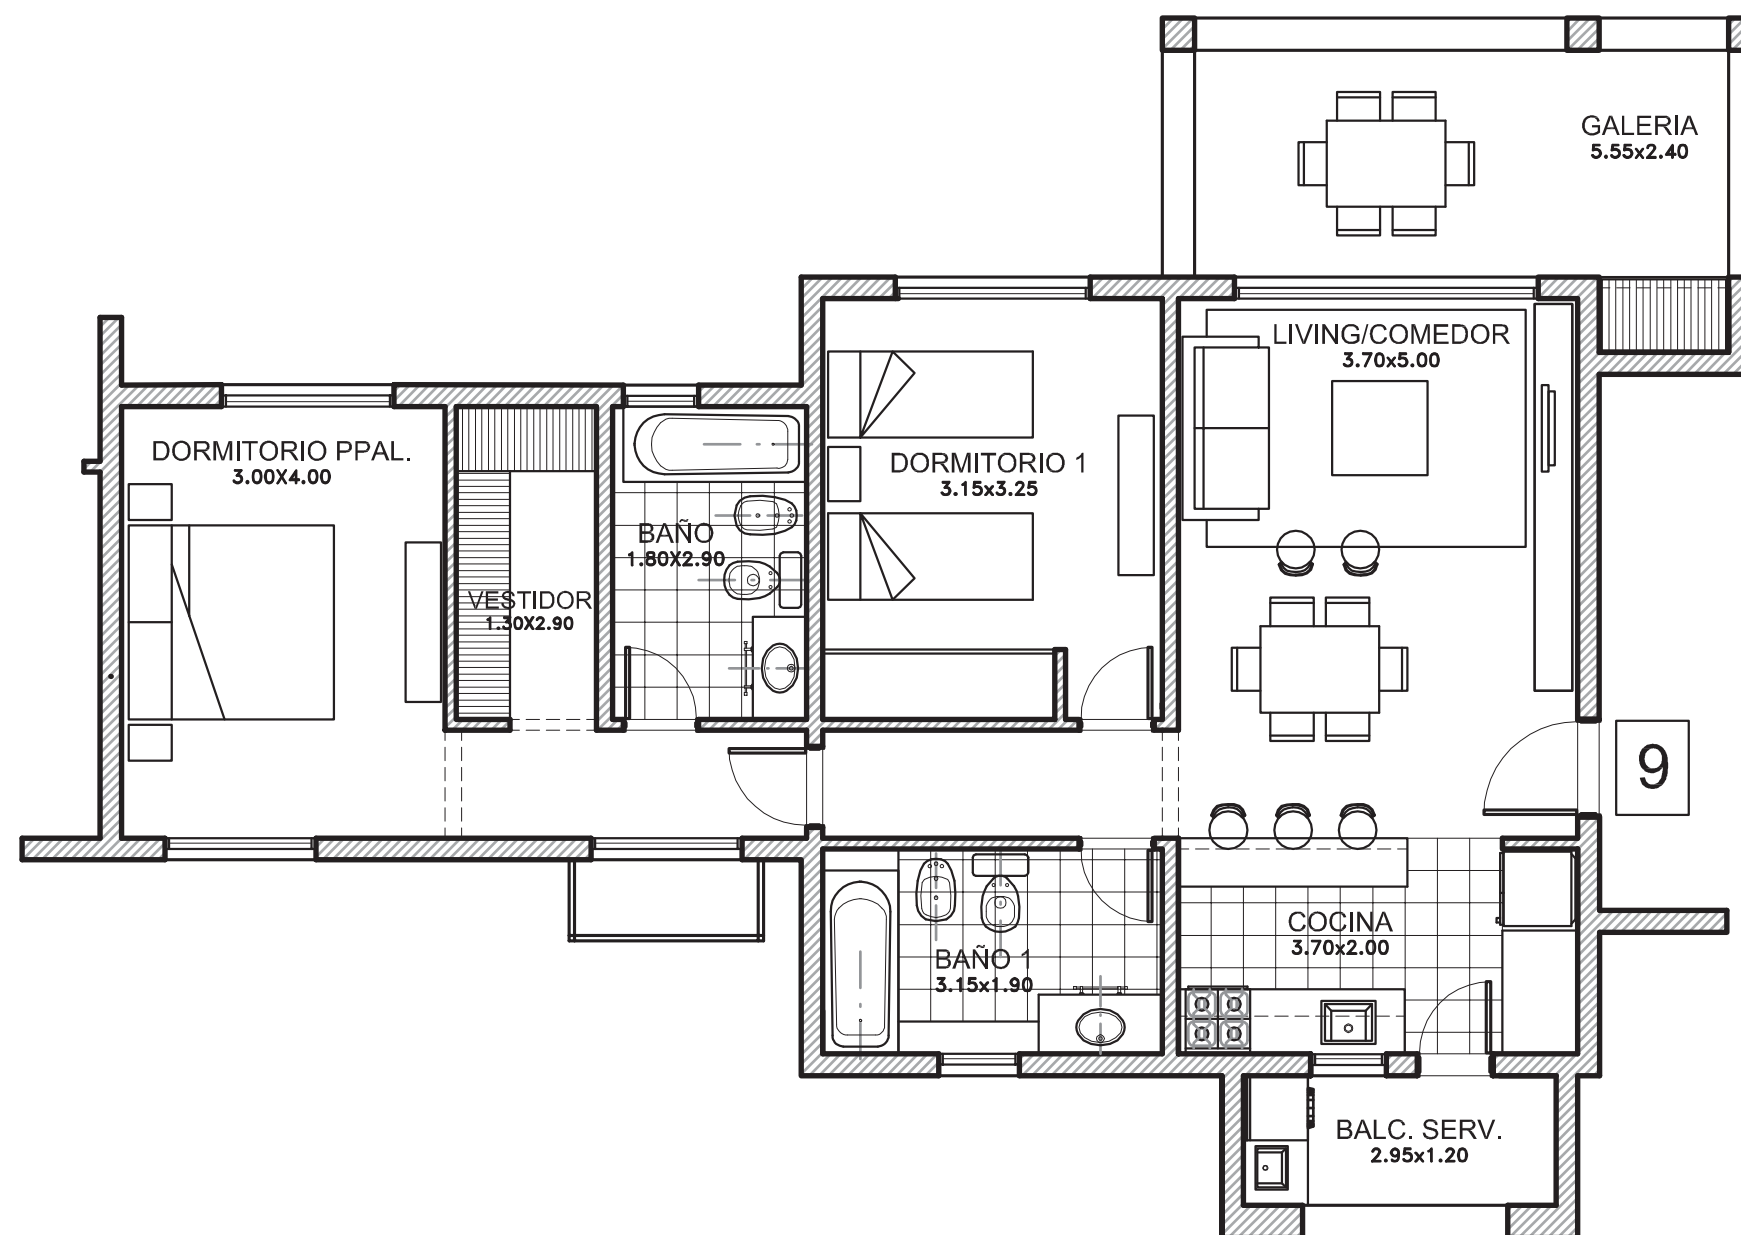 GALERIA
5.55x2.40
LIVING/COMEDOR
3.70x5.00
DORMITORIO PPAL.
3.00X4.00
DORMITORIO 1
3.15x3.25
BAÑO
1.80X2.90
VESTIDOR
1.30X2.90
9
COCINA
3.70x2.00
BAÑO 1
3.15x1.90
BALC. SERV.
2.95x1.20